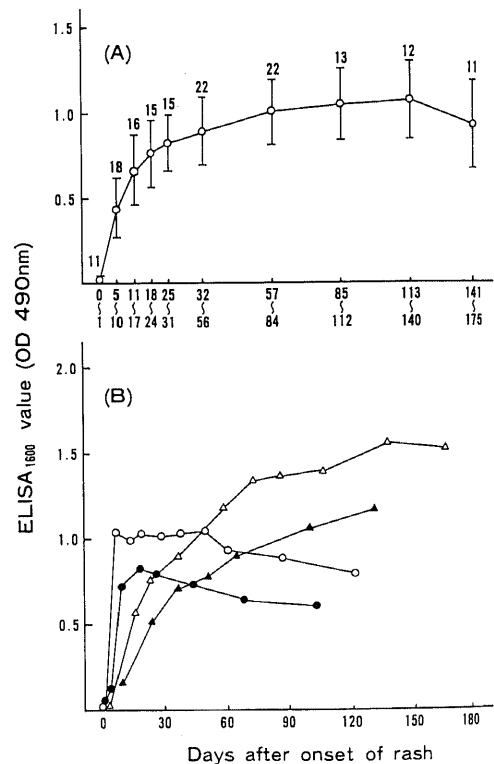 1.5
(A)
13
12
22
11
22
15
15
16
1.0
18
0.5
11
0 5 11 18 25 32 57 85 113 141
~ ~ ~ ~ ~ ~ ~ ~ ~ ~
1 10 17 24 31 56 84 112 140 175
ELISA1600 value (OD 490nm)
2.0
(B)
1.5
1.0
0.5
0 30 60 90 120 150 180
Days after onset of rash